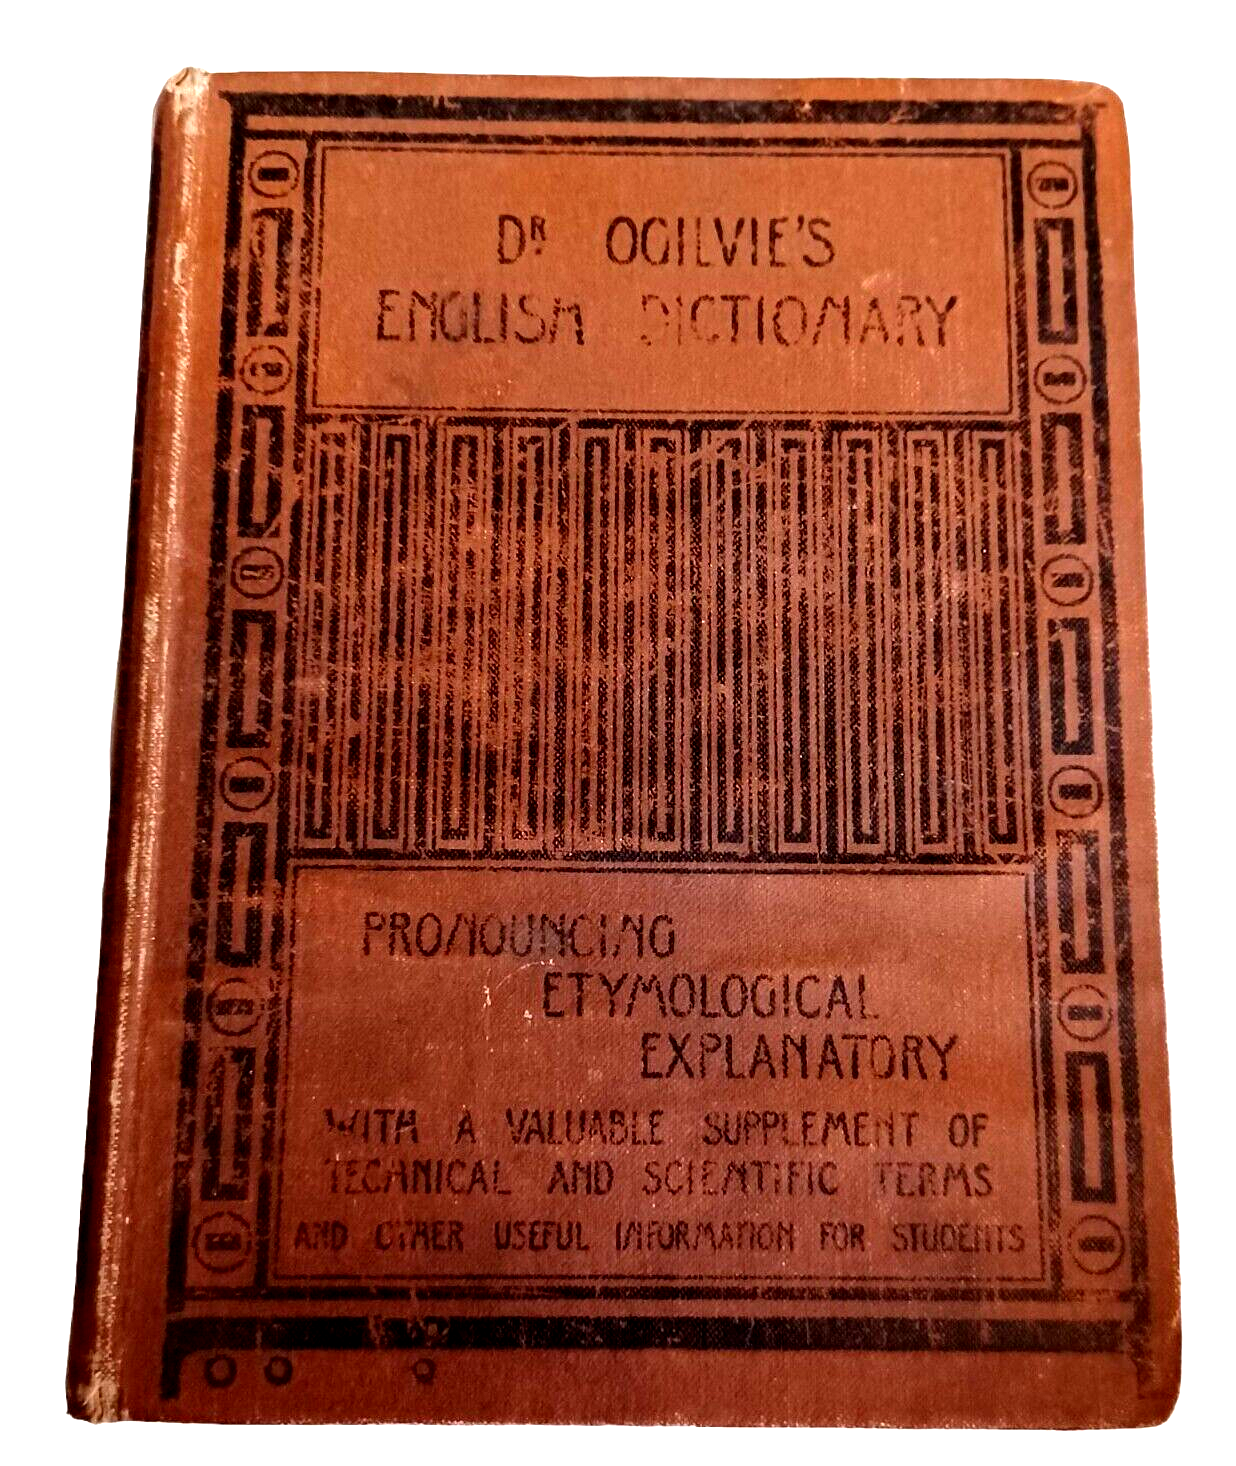 DR. OGILVIE'S
ENGLISH DICTIONARY
PRONOUNCING
ETYMOLOGICAL
EXPLANATORY
WITH A VALUABLE SUPPLEMENT OF
TECHNICAL AND SCIENTIFIC TERMS
AND OTHER USEFUL INFORMATION FOR STUDENTS